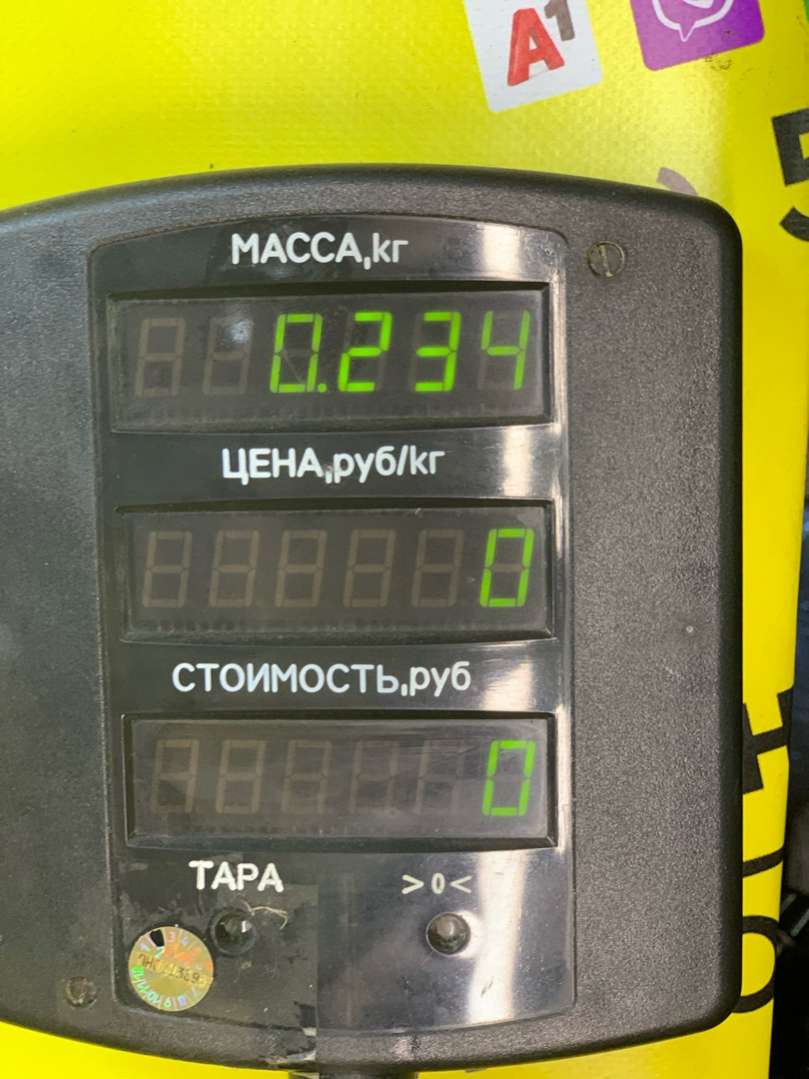 A1
МАССА,кг
0.234
ЦЕНА,руб/кг
0
СТОИМОСТЬ,руб
0
ТАРА
>0<